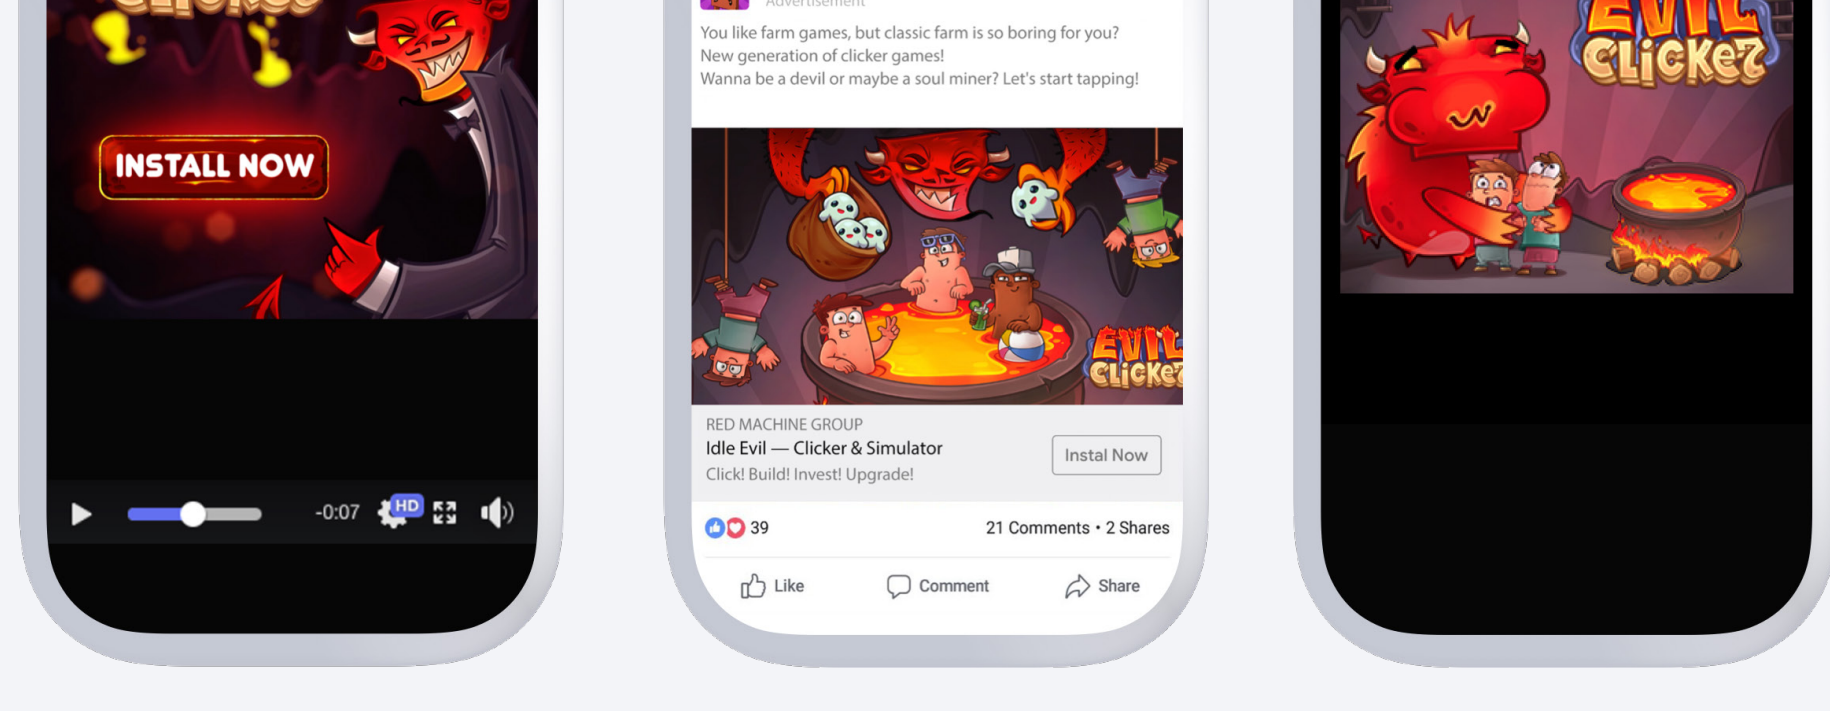 INSTALL NOW
-0:07
HD
Advertisement
You like farm games, but classic farm is so boring for you?
New generation of clicker games!
Wanna be a devil or maybe a soul miner? Let's start tapping!
EVIL
CLICKER
RED MACHINE GROUP
Idle Evil — Clicker & Simulator
Click! Build! Invest! Upgrade!
Instal Now
39
21 Comments • 2 Shares
Like
Comment
Share
EVIL
CLICKER